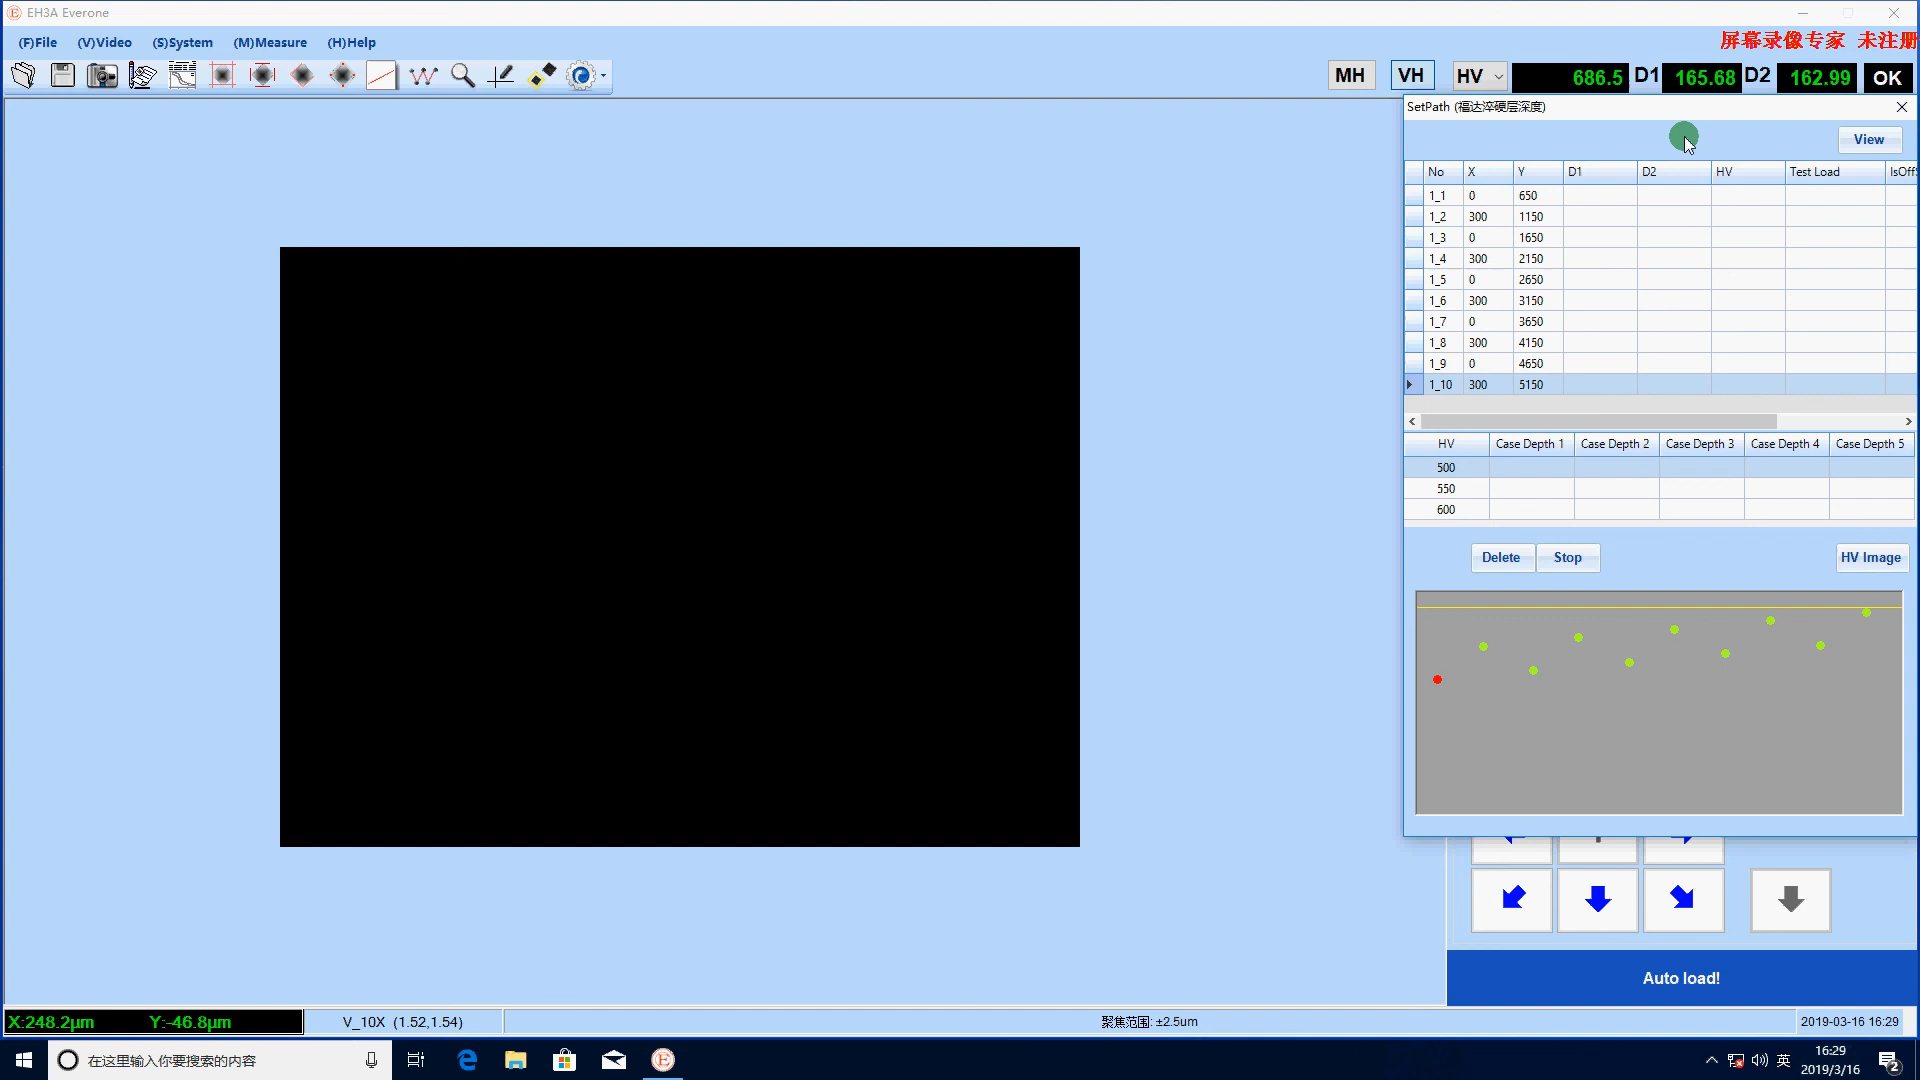 EH3A Everone
(F)File (V)Video (S)System (M)Measure (H)Help
屏幕录像专家 未注册
MH VH HV 686.5 D1 165.68 D2 162.99 OK
SetPath (福达淬硬层深度)
View
No X Y D1 D2 HV Test Load IsOff
1_1 0 650
1_2 300 1150
1_3 0 1650
1_4 300 2150
1_5 0 2650
1_6 300 3150
1_7 0 3650
1_8 300 4150
1_9 0 4650
1_10 300 5150
HV Case Depth 1 Case Depth 2 Case Depth 3 Case Depth 4 Case Depth 5
500
550
600
Delete Stop HV Image
Auto load!
X:248.2μm Y:-46.8μm V_10X (1.52,1.54) 聚焦范围: ±2.5um 2019-03-16 16:29
在这里输入你要搜索的内容
英
16:29
2019/3/16
2